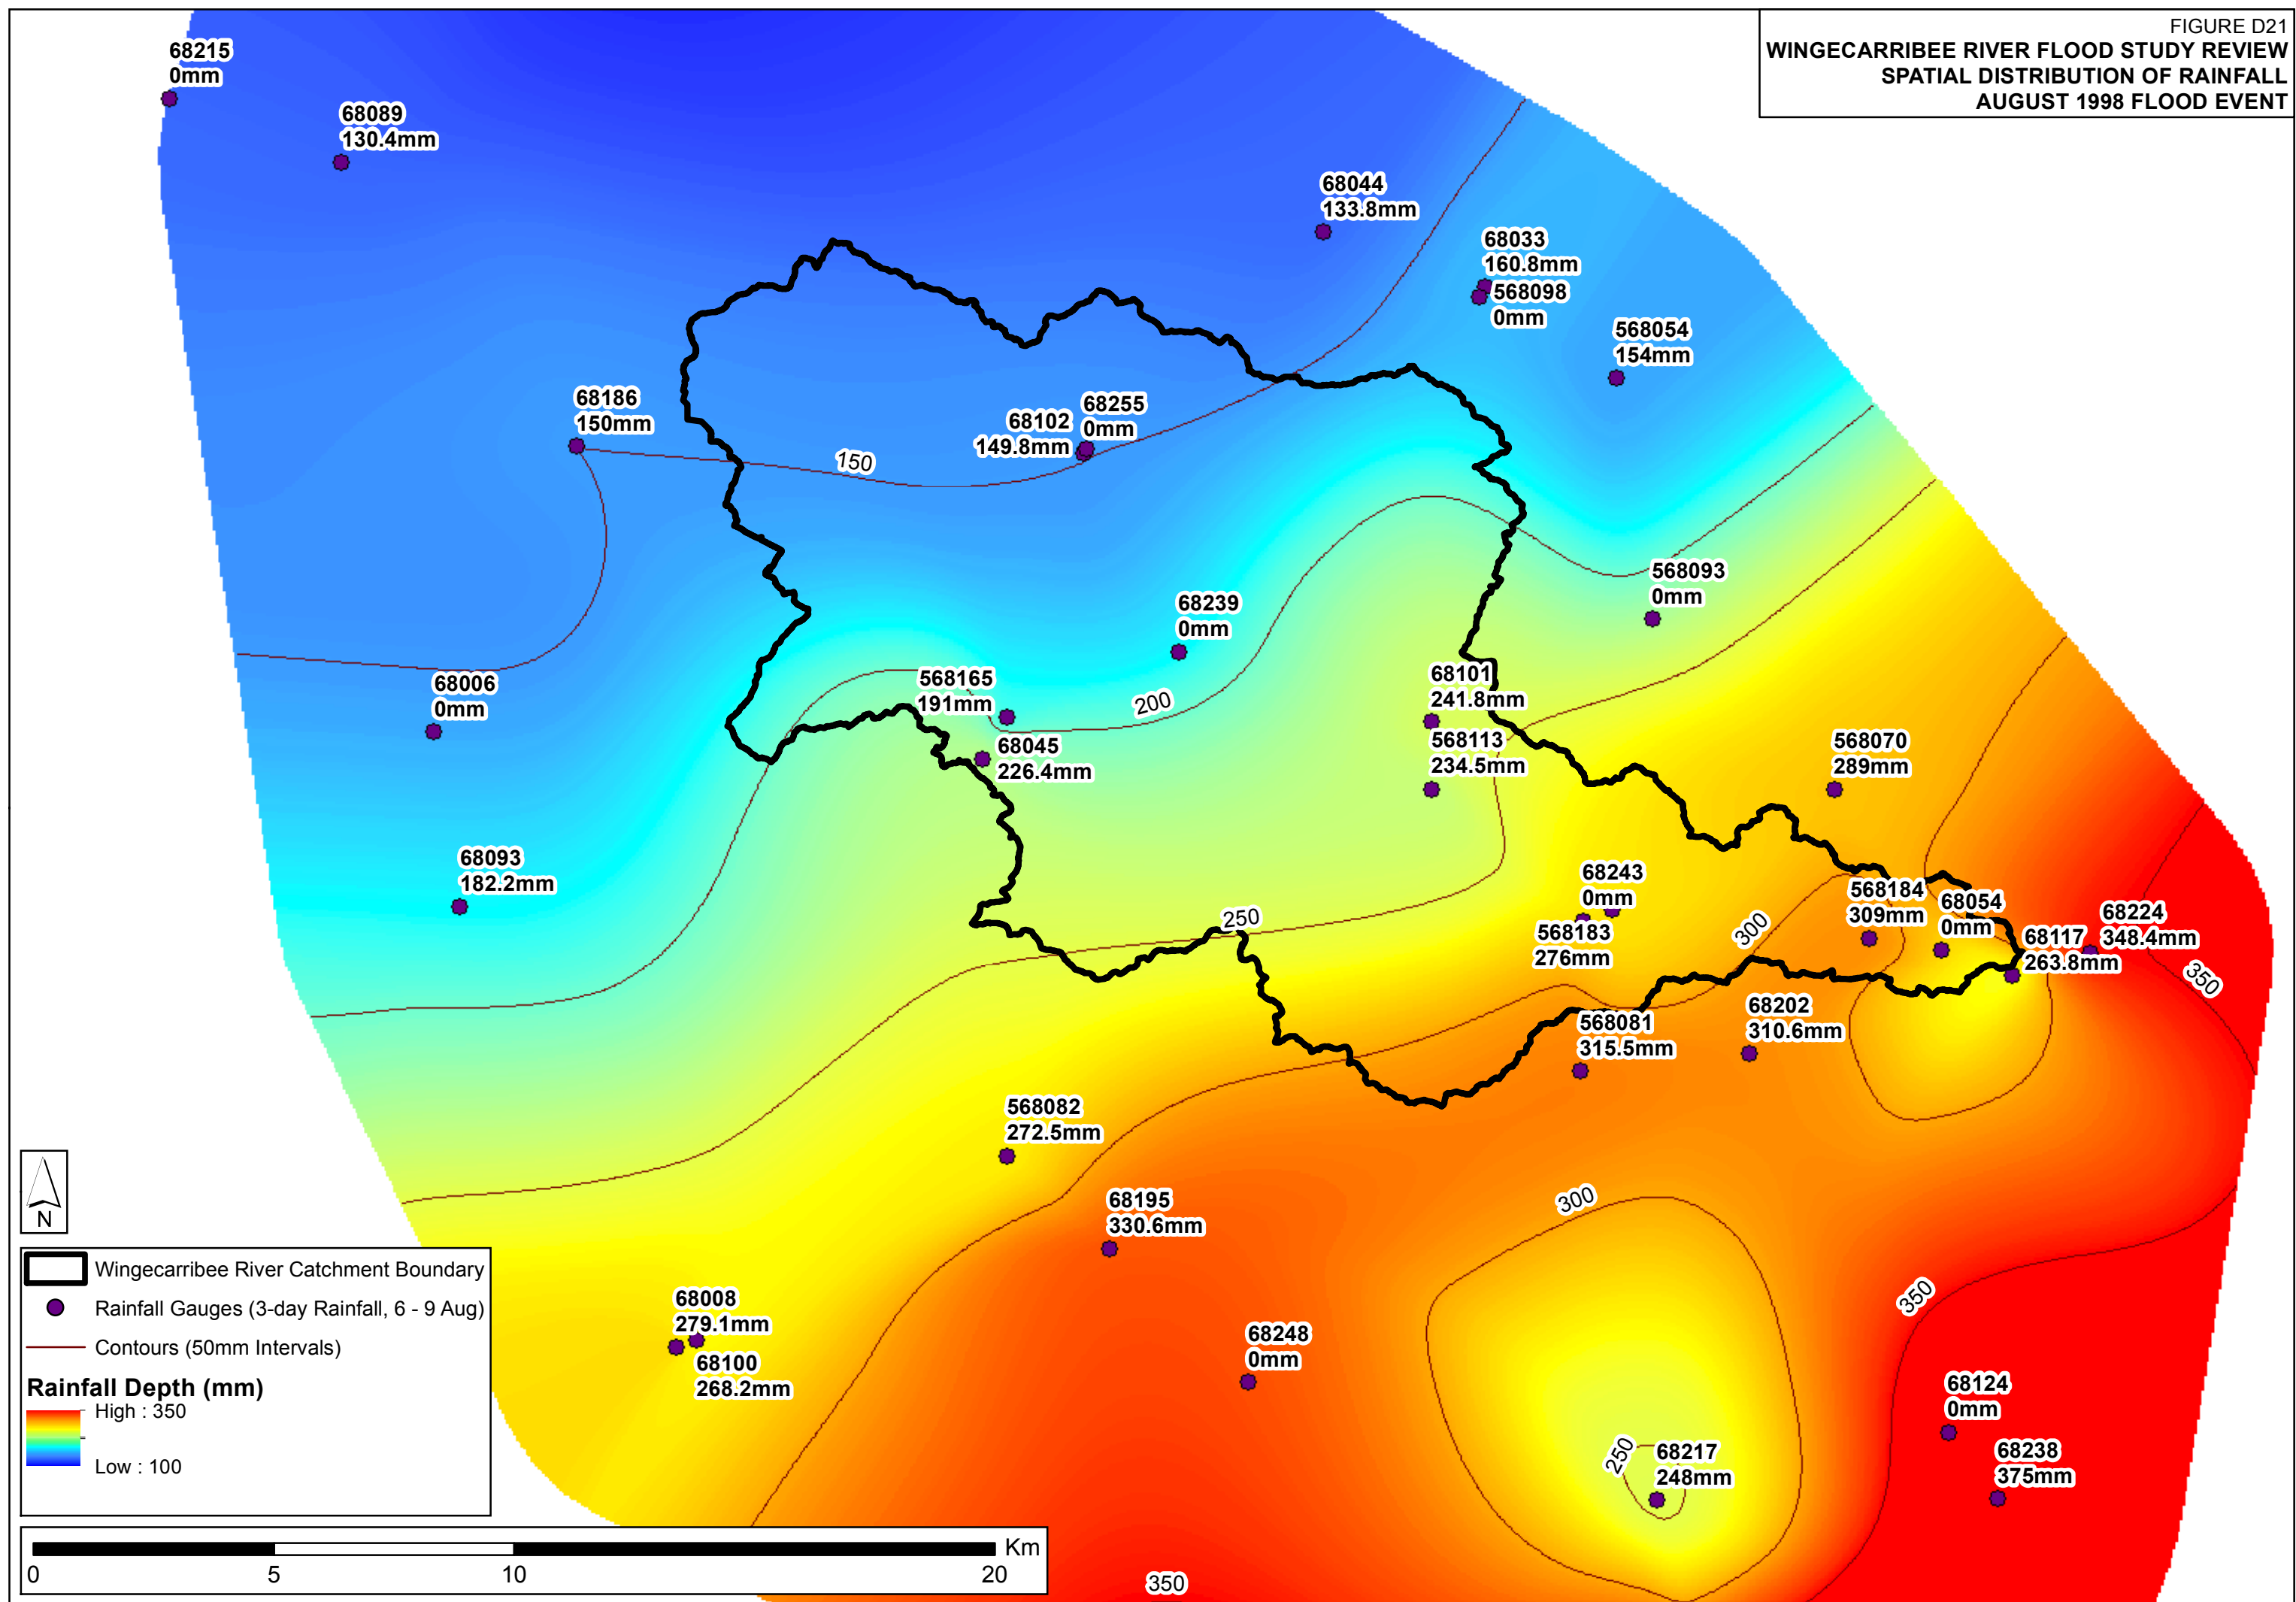 FIGURE D21
WINGECARRIBEE RIVER FLOOD STUDY REVIEW
SPATIAL DISTRIBUTION OF RAINFALL
AUGUST 1998 FLOOD EVENT
68215
0mm
68089
130.4mm
68044
133.8mm
68033
160.8mm
568098
0mm
568054
154mm
68186
150mm
68102
149.8mm
68255
0mm
150
568093
0mm
68239
0mm
68006
0mm
568165
191mm
200
68101
241.8mm
68045
226.4mm
568113
234.5mm
568070
289mm
68093
182.2mm
68243
0mm
568183
276mm
250
300
568184
309mm
68054
0mm
68117
263.8mm
68224
348.4mm
350
568081
315.5mm
68202
310.6mm
568082
272.5mm
68195
330.6mm
300
350
68008
279.1mm
68100
268.2mm
68248
0mm
68124
0mm
68238
375mm
250
68217
248mm
350
N
Wingecarribee River Catchment Boundary
Rainfall Gauges (3-day Rainfall, 6 - 9 Aug)
Contours (50mm Intervals)
Rainfall Depth (mm)
High : 350
Low : 100
Km
0 5 10 20